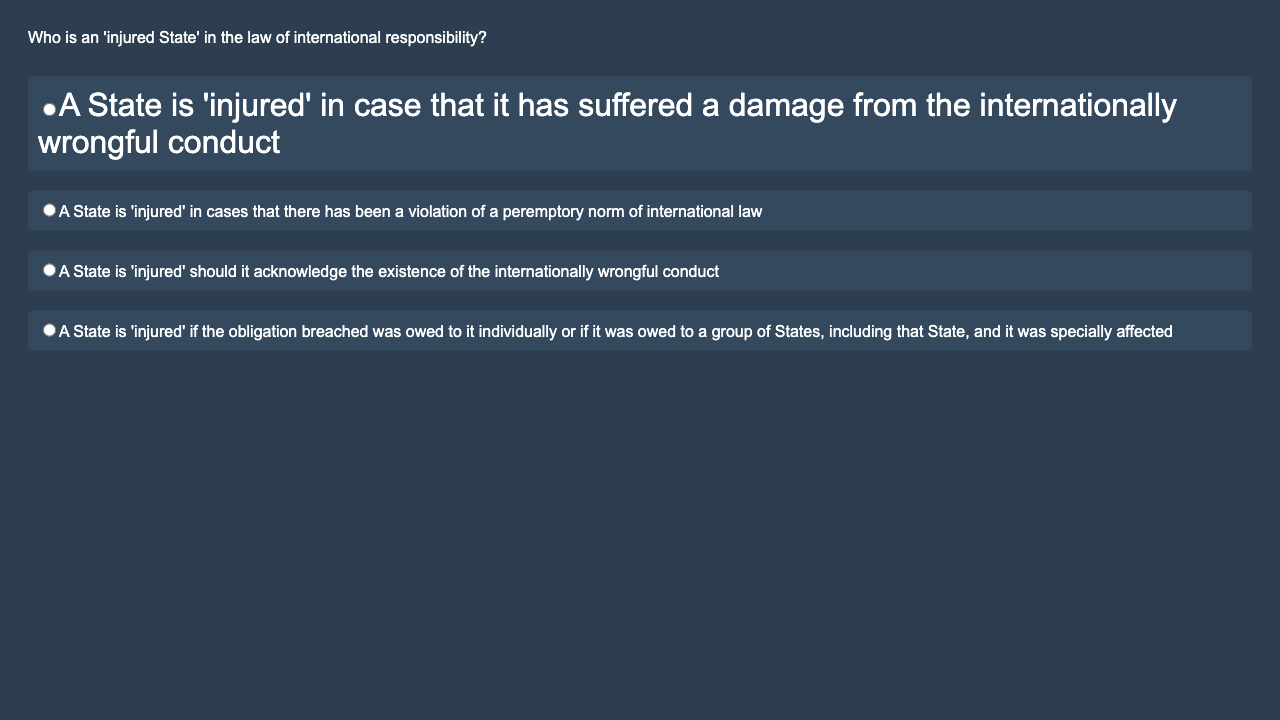 Who is an 'injured State' in the law of international responsibility?
A State is 'injured' in case that it has suffered a damage from the internationally
wrongful conduct
A State is 'injured' in cases that there has been a violation of a peremptory norm of international law
A State is 'injured' should it acknowledge the existence of the internationally wrongful conduct
A State is 'injured' if the obligation breached was owed to it individually or if it was owed to a group of States, including that State, and it was specially affected